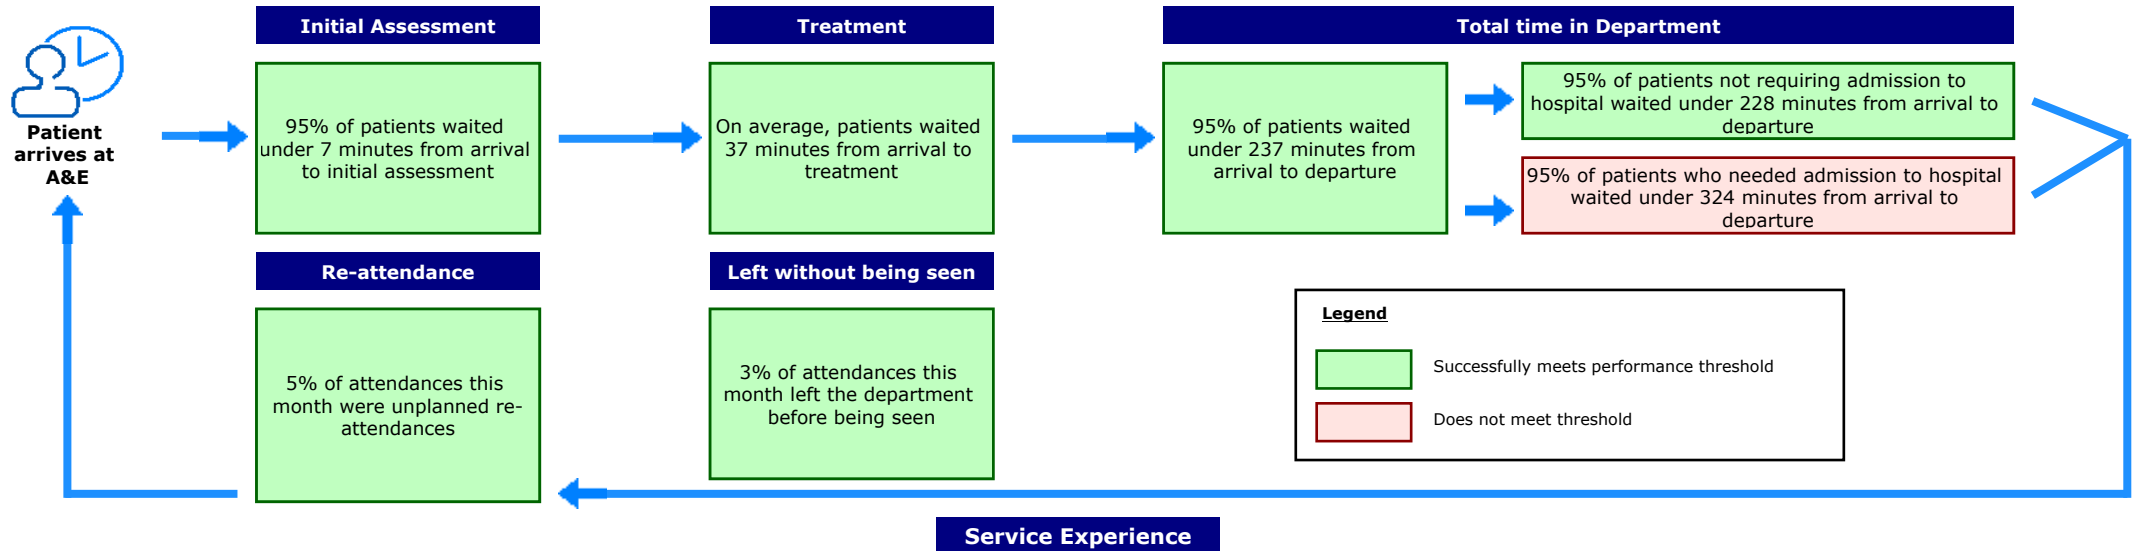 Initial Assessment
Treatment
Total time in Department
Patient
arrives at
A&E
95% of patients waited
under 7 minutes from arrival
to initial assessment
On average, patients waited
37 minutes from arrival to
treatment
95% of patients waited
under 237 minutes from
arrival to departure
95% of patients not requiring admission to
hospital waited under 228 minutes from arrival to
departure
95% of patients who needed admission to hospital
waited under 324 minutes from arrival to
departure
Re-attendance
Left without being seen
5% of attendances this
month were unplanned re-
attendances
3% of attendances this
month left the department
before being seen
Legend
Successfully meets performance threshold
Does not meet threshold
Service Experience